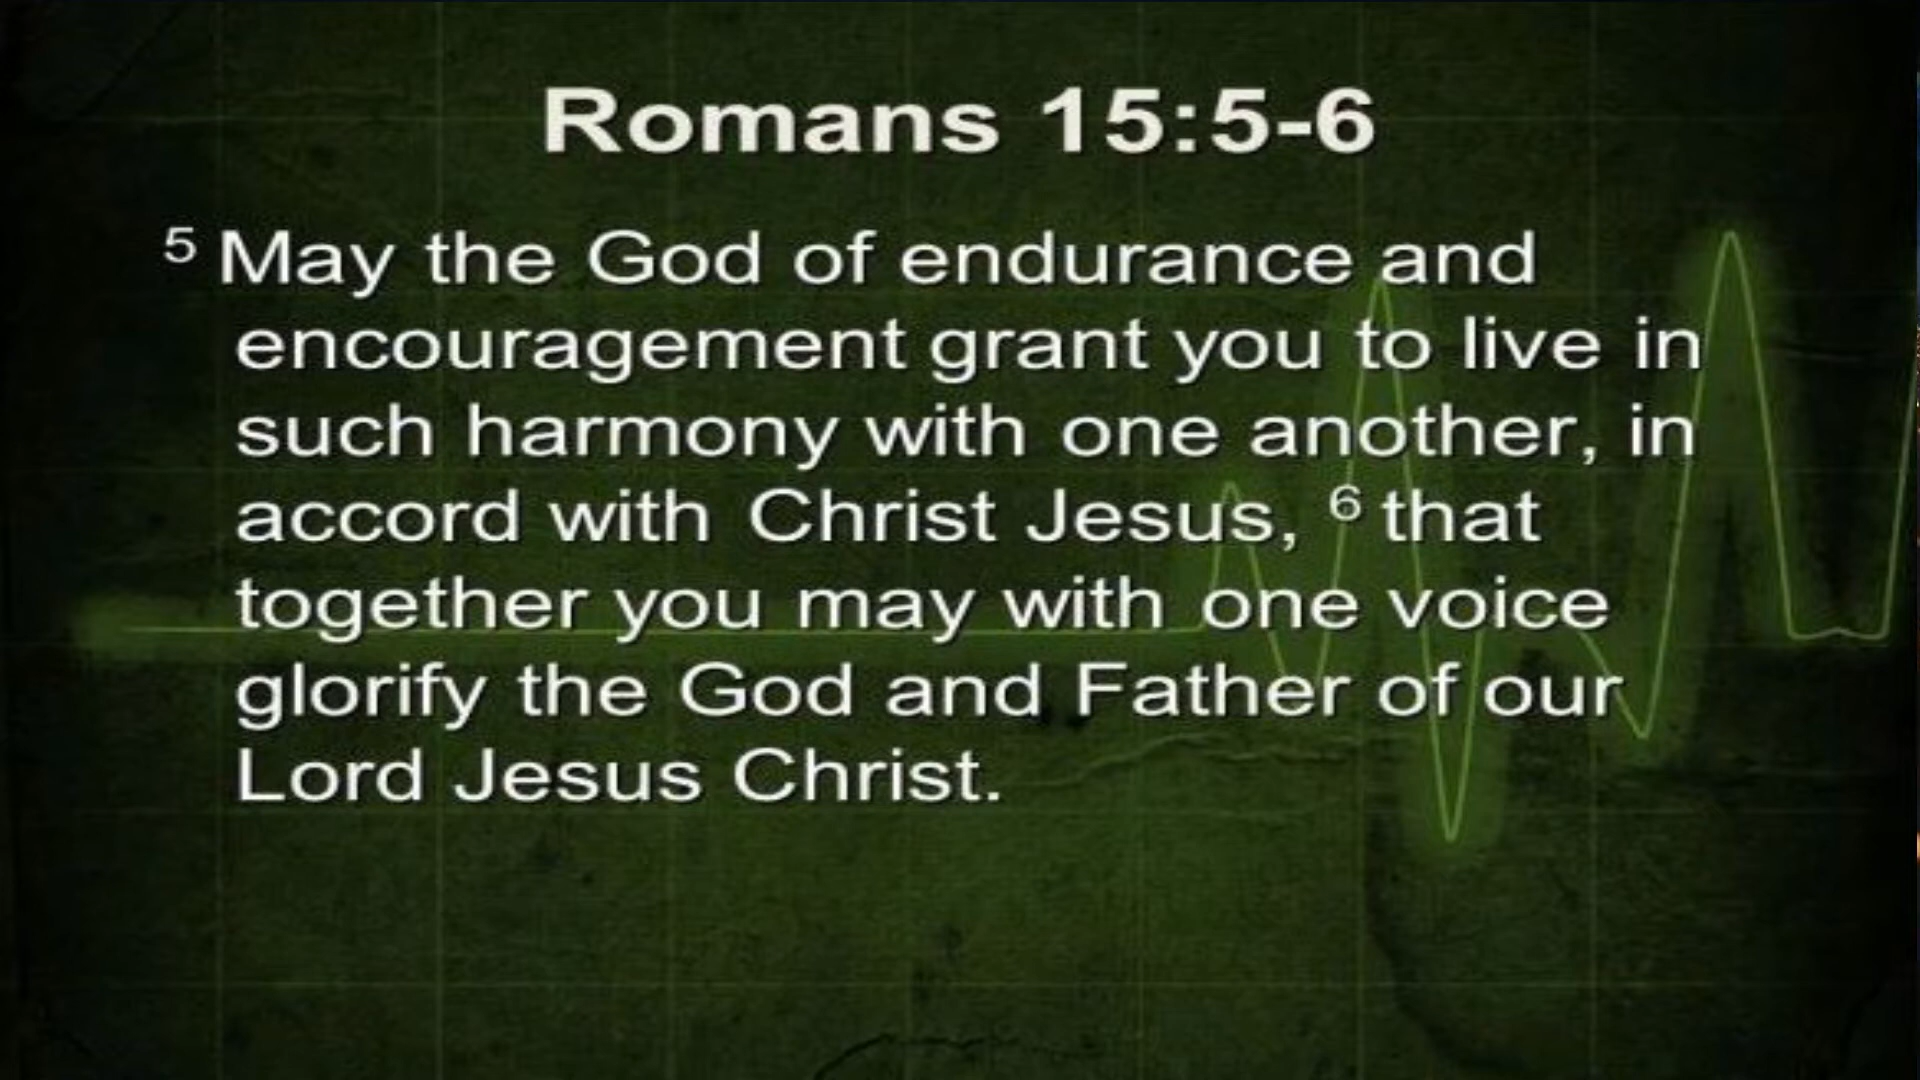 Romans 15:5-6
5 May the God of endurance and
encouragement grant you to live in
such harmony with one another, in
accord with Christ Jesus, 6 that
together you may with one voice
glorify the God and Father of our
Lord Jesus Christ.